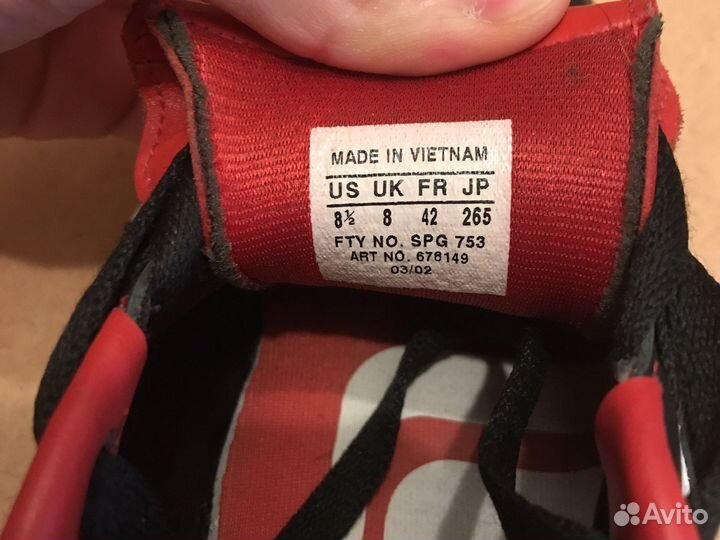 MADE IN VIETNAM
US UK FR JP
8½ 8 42 265
FTY NO. SPG 753
ART NO. 676149
03/02
Avito